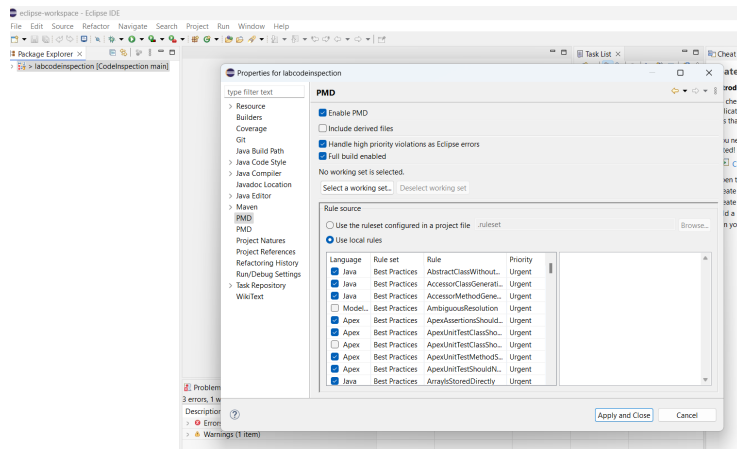 eclipse-workspace - Eclipse IDE
File Edit Source Refactor Navigate Search Project Run Window Help
Package Explorer
Task List
Cheat
> labcodeinspection [CodeInspection main]
Properties for labcodeinspection
type filter text
Resource
Builders
Coverage
Git
Java Build Path
Java Code Style
Java Compiler
Javadoc Location
Java Editor
Maven
PMD
PMD
Project Natures
Project References
Refactoring History
Run/Debug Settings
Task Repository
WikiText
PMD
Enable PMD
Include derived files
Handle high priority violations as Eclipse errors
Full build enabled
No working set is selected.
Select a working set... Deselect working set
Rule source
Use the ruleset configured in a project file .ruleset Browse...
Use local rules
Language Rule set Rule Priority
Java Best Practices AbstractClassWithout... Urgent
Java Best Practices AccessorClassGenerati... Urgent
Java Best Practices AccessorMethodGene... Urgent
Model... Best Practices AmbiguousResolution Urgent
Apex Best Practices ApexAssertionsShould... Urgent
Apex Best Practices ApexUnitTestClassSho... Urgent
Apex Best Practices ApexUnitTestClassSho... Urgent
Apex Best Practices ApexUnitTestMethodS... Urgent
Apex Best Practices ApexUnitTestShouldN... Urgent
Java Best Practices ArrayIsStoredDirectly Urgent
Apply and Close Cancel
Problem
3 errors, 1 w
Description
Errors
Warnings (1 item)